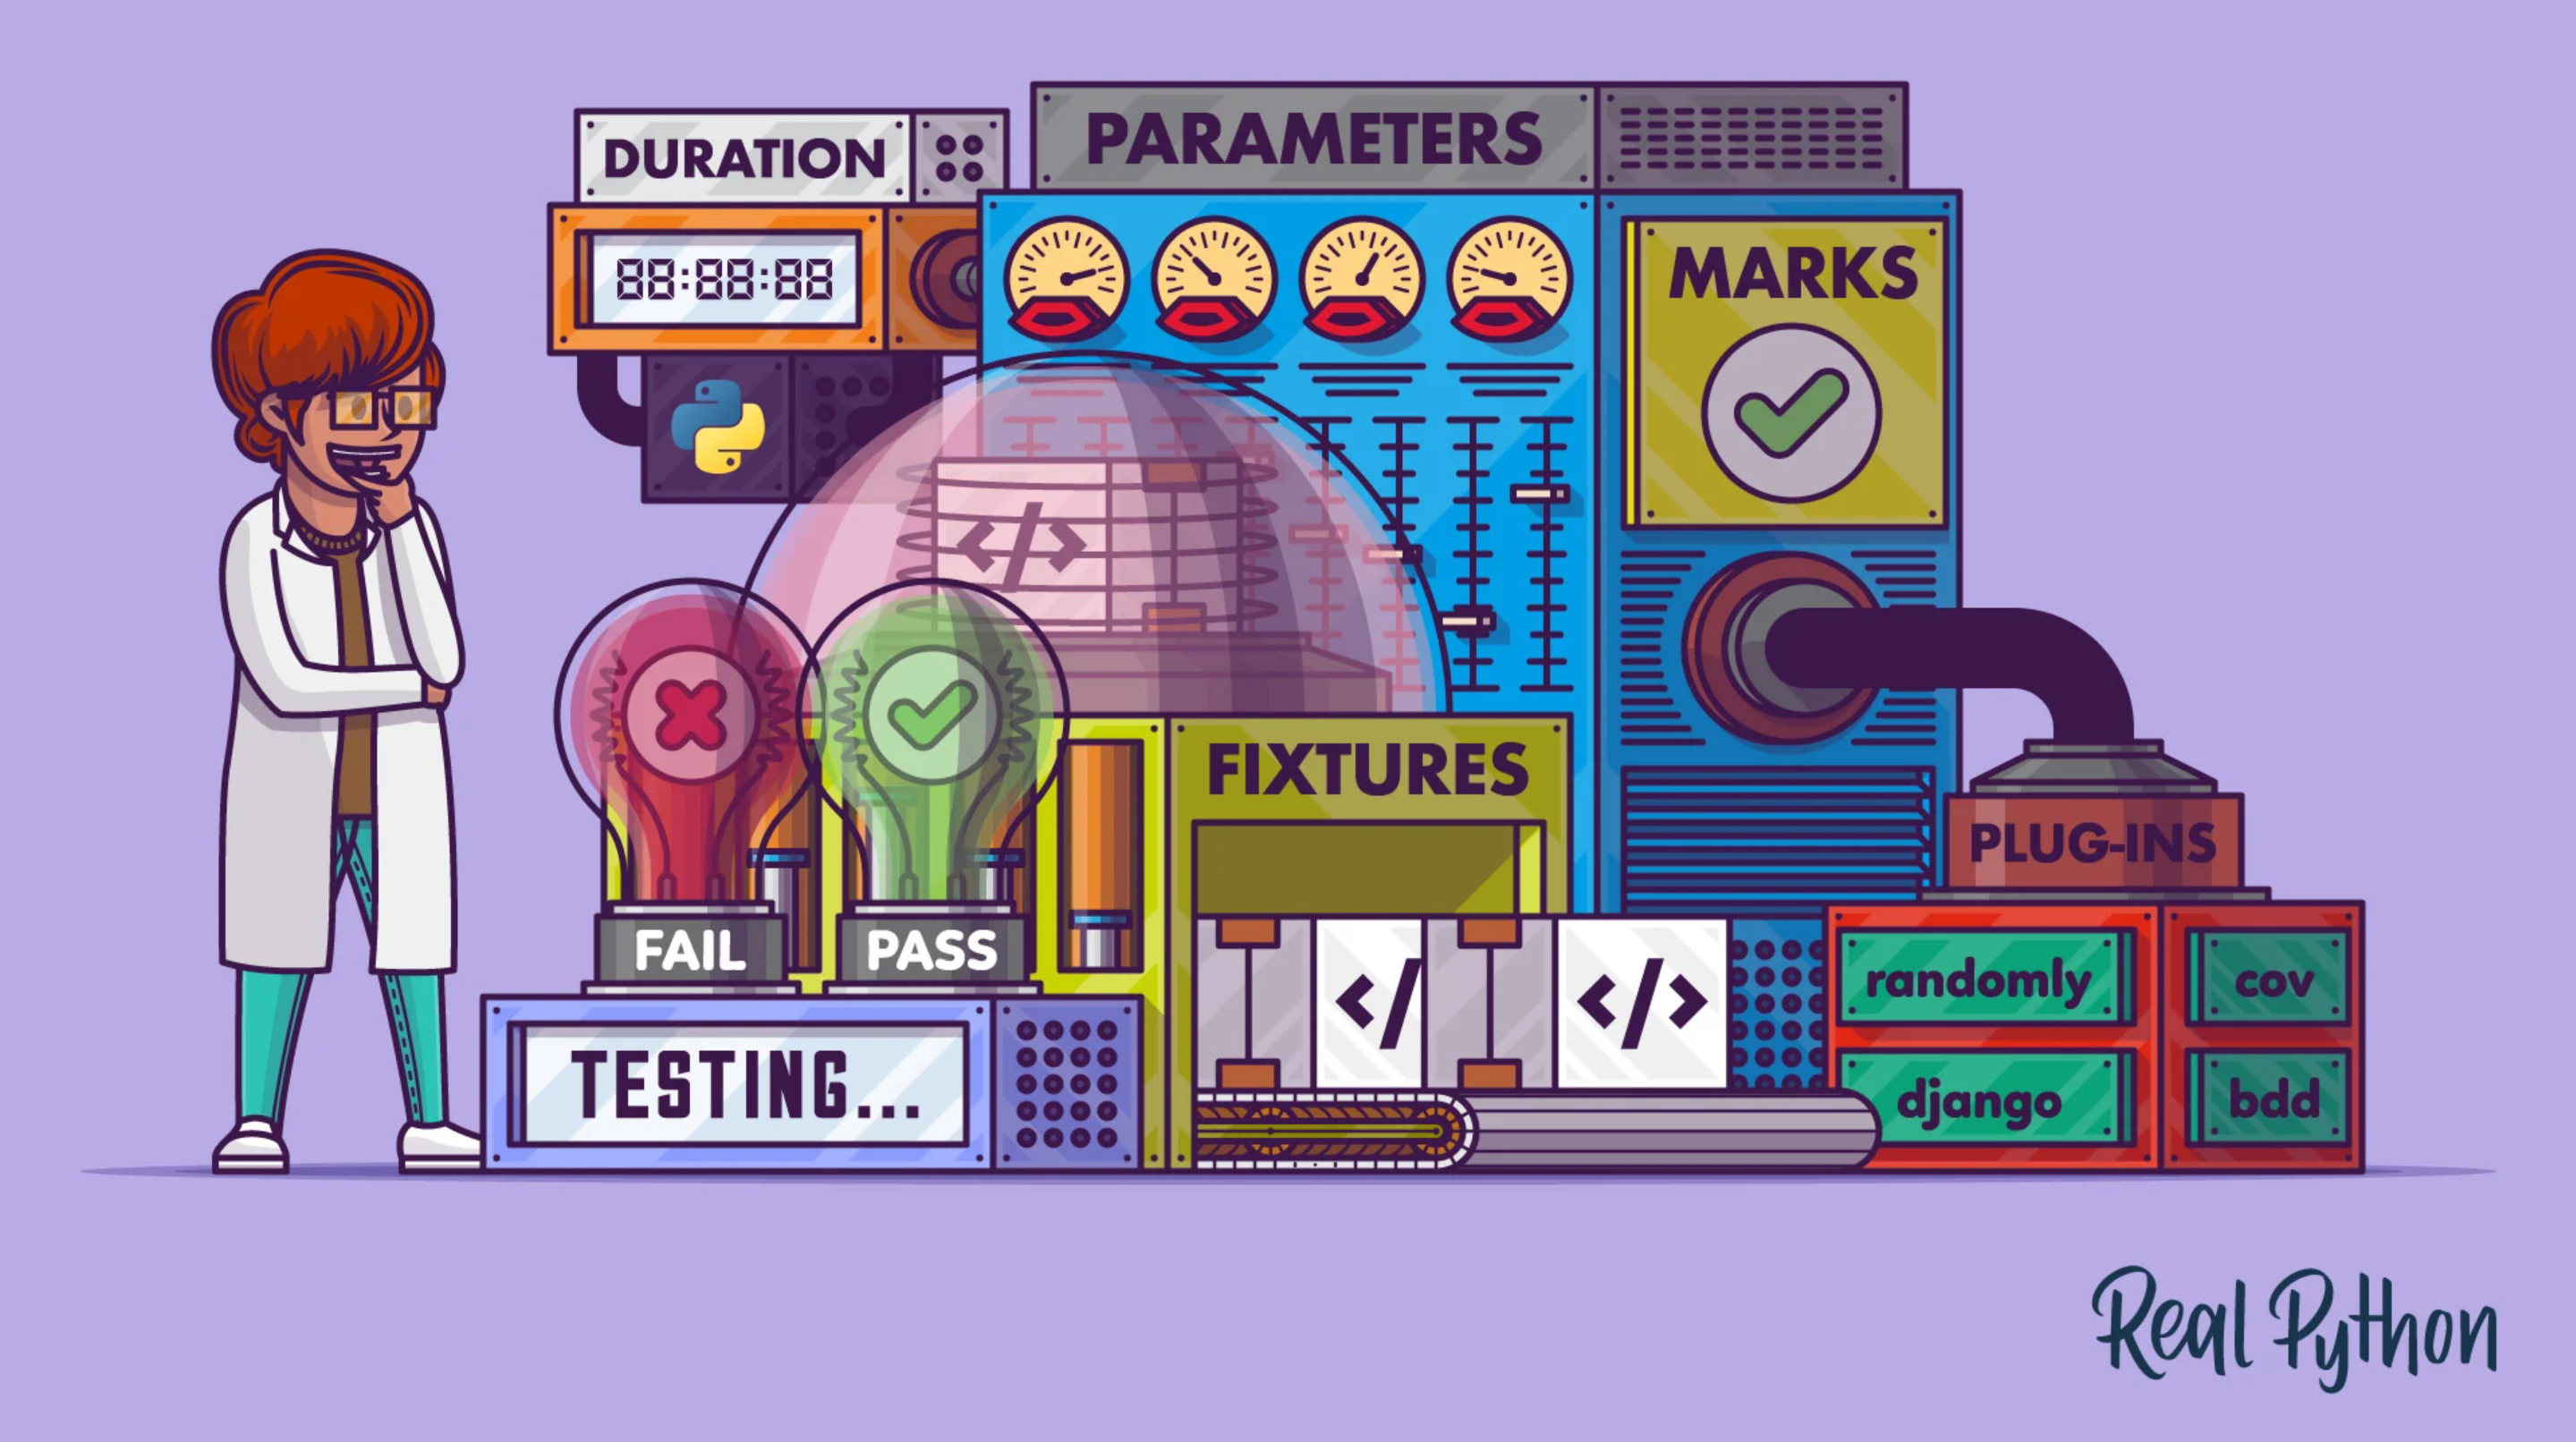 DURATION
PARAMETERS
88:88:88
MARKS
</>
FIXTURES
PLUG-INS
FAIL
PASS
</
</>
randomly
cov
TESTING...
django
bdd
Real Python